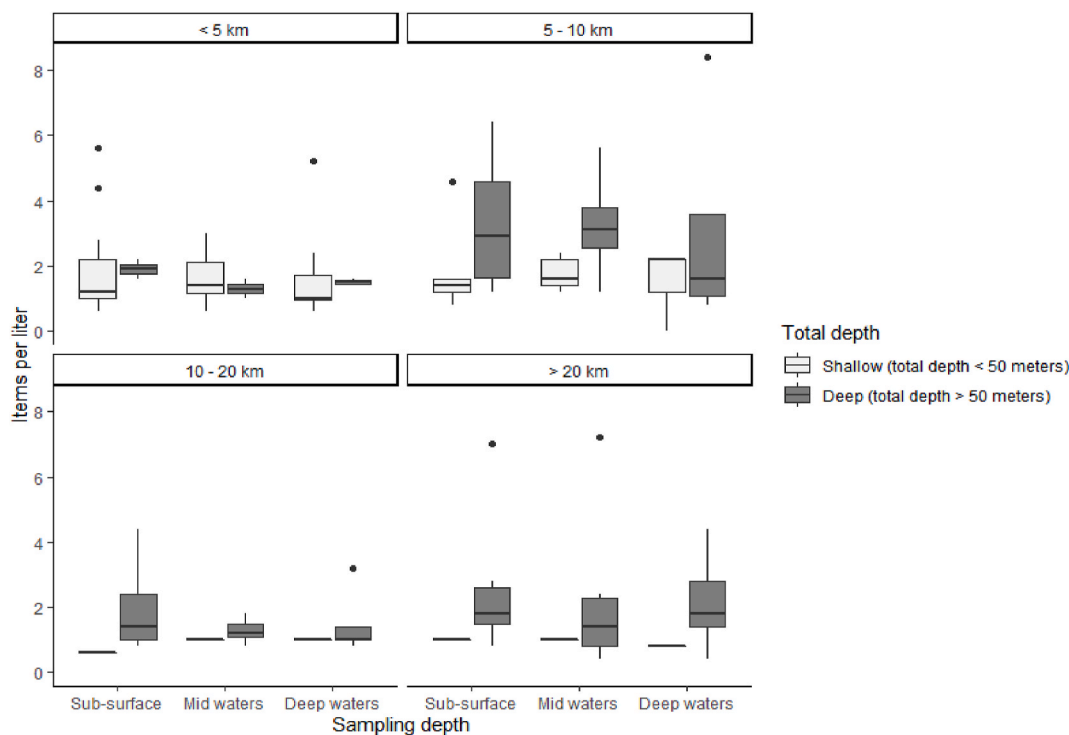 < 5 km
5 - 10 km
8
6
4
2
0
10 - 20 km
> 20 km
8
6
4
2
0
Items per liter
Sub-surface
Mid waters
Deep waters
Sub-surface
Mid waters
Deep waters
Sampling depth
Total depth
Shallow (total depth < 50 meters)
Deep (total depth > 50 meters)